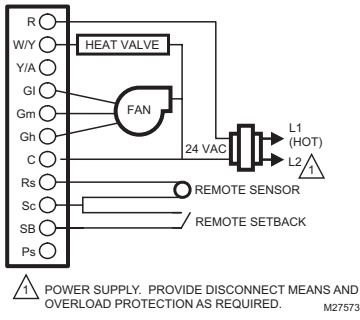 R
W/Y
HEAT VALVE
Y/A
Gl
Gm
FAN
Gh
L1
(HOT)
24 VAC
C
L2
1
Rs
REMOTE SENSOR
Sc
REMOTE SETBACK
SB
Ps
1
POWER SUPPLY. PROVIDE DISCONNECT MEANS AND
OVERLOAD PROTECTION AS REQUIRED.
M27573